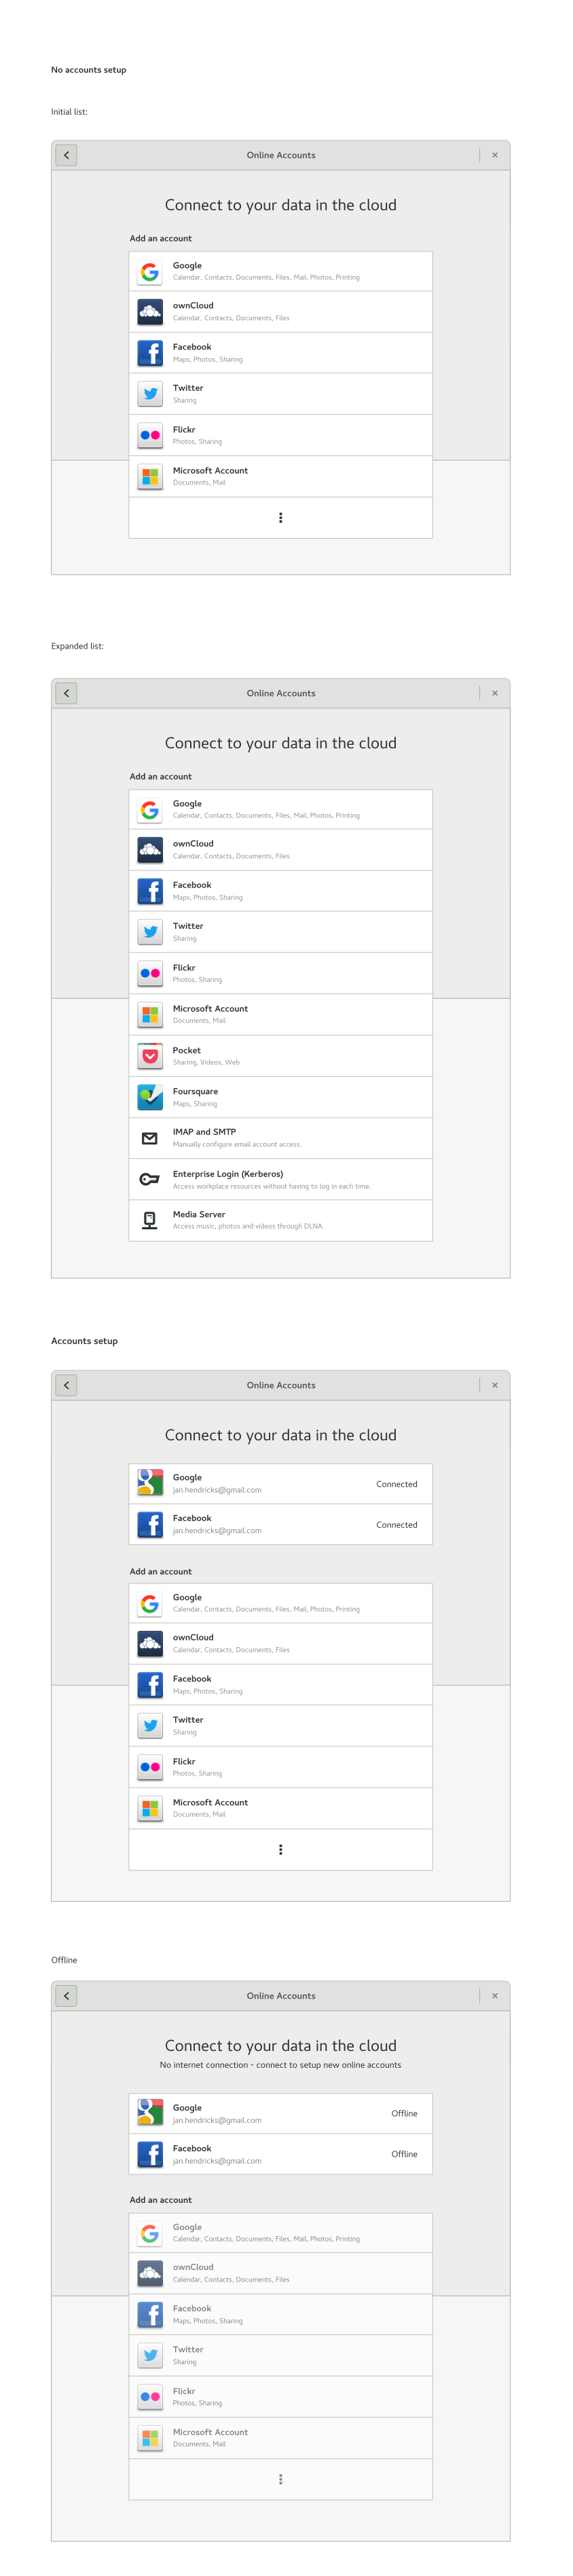 No accounts setup
Initial list:
Online Accounts
Connect to your data in the cloud
Add an account
Google
Calendar, Contacts, Documents, Files, Mail, Photos, Printing
ownCloud
Calendar, Contacts, Documents, Files
Facebook
Maps, Photos, Sharing
Twitter
Sharing
Flickr
Photos, Sharing
Microsoft Account
Documents, Mail
Expanded list:
Online Accounts
Connect to your data in the cloud
Add an account
Google
Calendar, Contacts, Documents, Files, Mail, Photos, Printing
ownCloud
Calendar, Contacts, Documents, Files
Facebook
Maps, Photos, Sharing
Twitter
Sharing
Flickr
Photos, Sharing
Microsoft Account
Documents, Mail
Pocket
Sharing, Videos, Web
Foursquare
Maps, Sharing
IMAP and SMTP
Manually configure email account access.
Enterprise Login (Kerberos)
Access workplace resources without having to log in each time.
Media Server
Access music, photos and videos through DLNA.
Accounts setup
Online Accounts
Connect to your data in the cloud
Google
jan.hendricks@gmail.com
Connected
Facebook
jan.hendricks@gmail.com
Connected
Add an account
Google
Calendar, Contacts, Documents, Files, Mail, Photos, Printing
ownCloud
Calendar, Contacts, Documents, Files
Facebook
Maps, Photos, Sharing
Twitter
Sharing
Flickr
Photos, Sharing
Microsoft Account
Documents, Mail
Offline
Online Accounts
Connect to your data in the cloud
No internet connection - connect to setup new online accounts
Google
jan.hendricks@gmail.com
Offline
Facebook
jan.hendricks@gmail.com
Offline
Add an account
Google
Calendar, Contacts, Documents, Files, Mail, Photos, Printing
ownCloud
Calendar, Contacts, Documents, Files
Facebook
Maps, Photos, Sharing
Twitter
Sharing
Flickr
Photos, Sharing
Microsoft Account
Documents, Mail